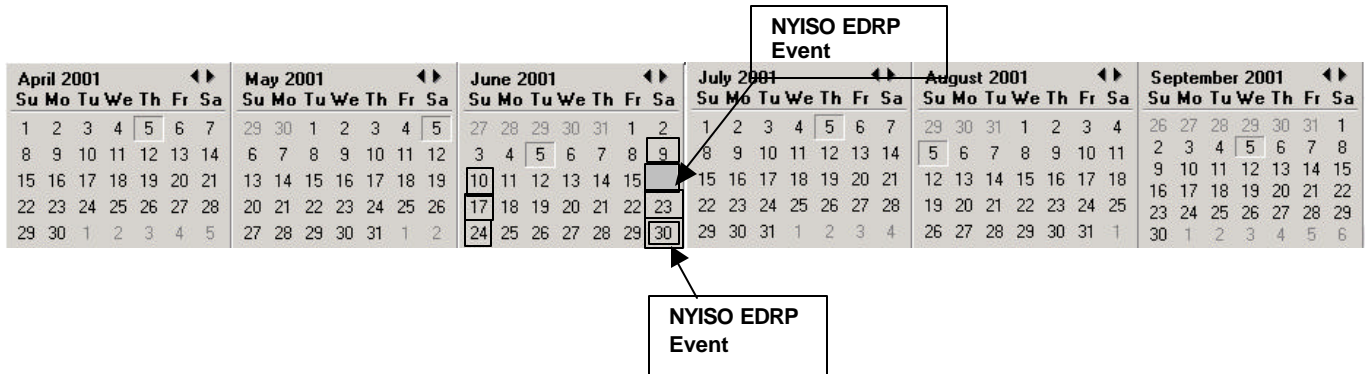 NYISO EDRP
Event
April 2001
Su Mo Tu We Th Fr Sa
1 2 3 4 5 6 7
8 9 10 11 12 13 14
15 16 17 18 19 20 21
22 23 24 25 26 27 28
29 30 1 2 3 4 5
May 2001
Su Mo Tu We Th Fr Sa
29 30 1 2 3 4 5
6 7 8 9 10 11 12
13 14 15 16 17 18 19
20 21 22 23 24 25 26
27 28 29 30 31 1 2
June 2001
Su Mo Tu We Th Fr Sa
27 28 29 30 31 1 2
3 4 5 6 7 8 9
10 11 12 13 14 15
17 18 19 20 21 22 23
24 25 26 27 28 29 30
July 2001
Su Mo Tu We Th Fr Sa
1 2 3 4 5 6 7
8 9 10 11 12 13 14
15 16 17 18 19 20 21
22 23 24 25 26 27 28
29 30 31 1 2 3 4
August 2001
Su Mo Tu We Th Fr Sa
29 30 31 1 2 3 4
5 6 7 8 9 10 11
12 13 14 15 16 17 18
19 20 21 22 23 24 25
26 27 28 29 30 31 1
September 2001
Su Mo Tu We Th Fr Sa
26 27 28 29 30 31 1
2 3 4 5 6 7 8
9 10 11 12 13 14 15
16 17 18 19 20 21 22
23 24 25 26 27 28 29
30 1 2 3 4 5 6
NYISO EDRP
Event